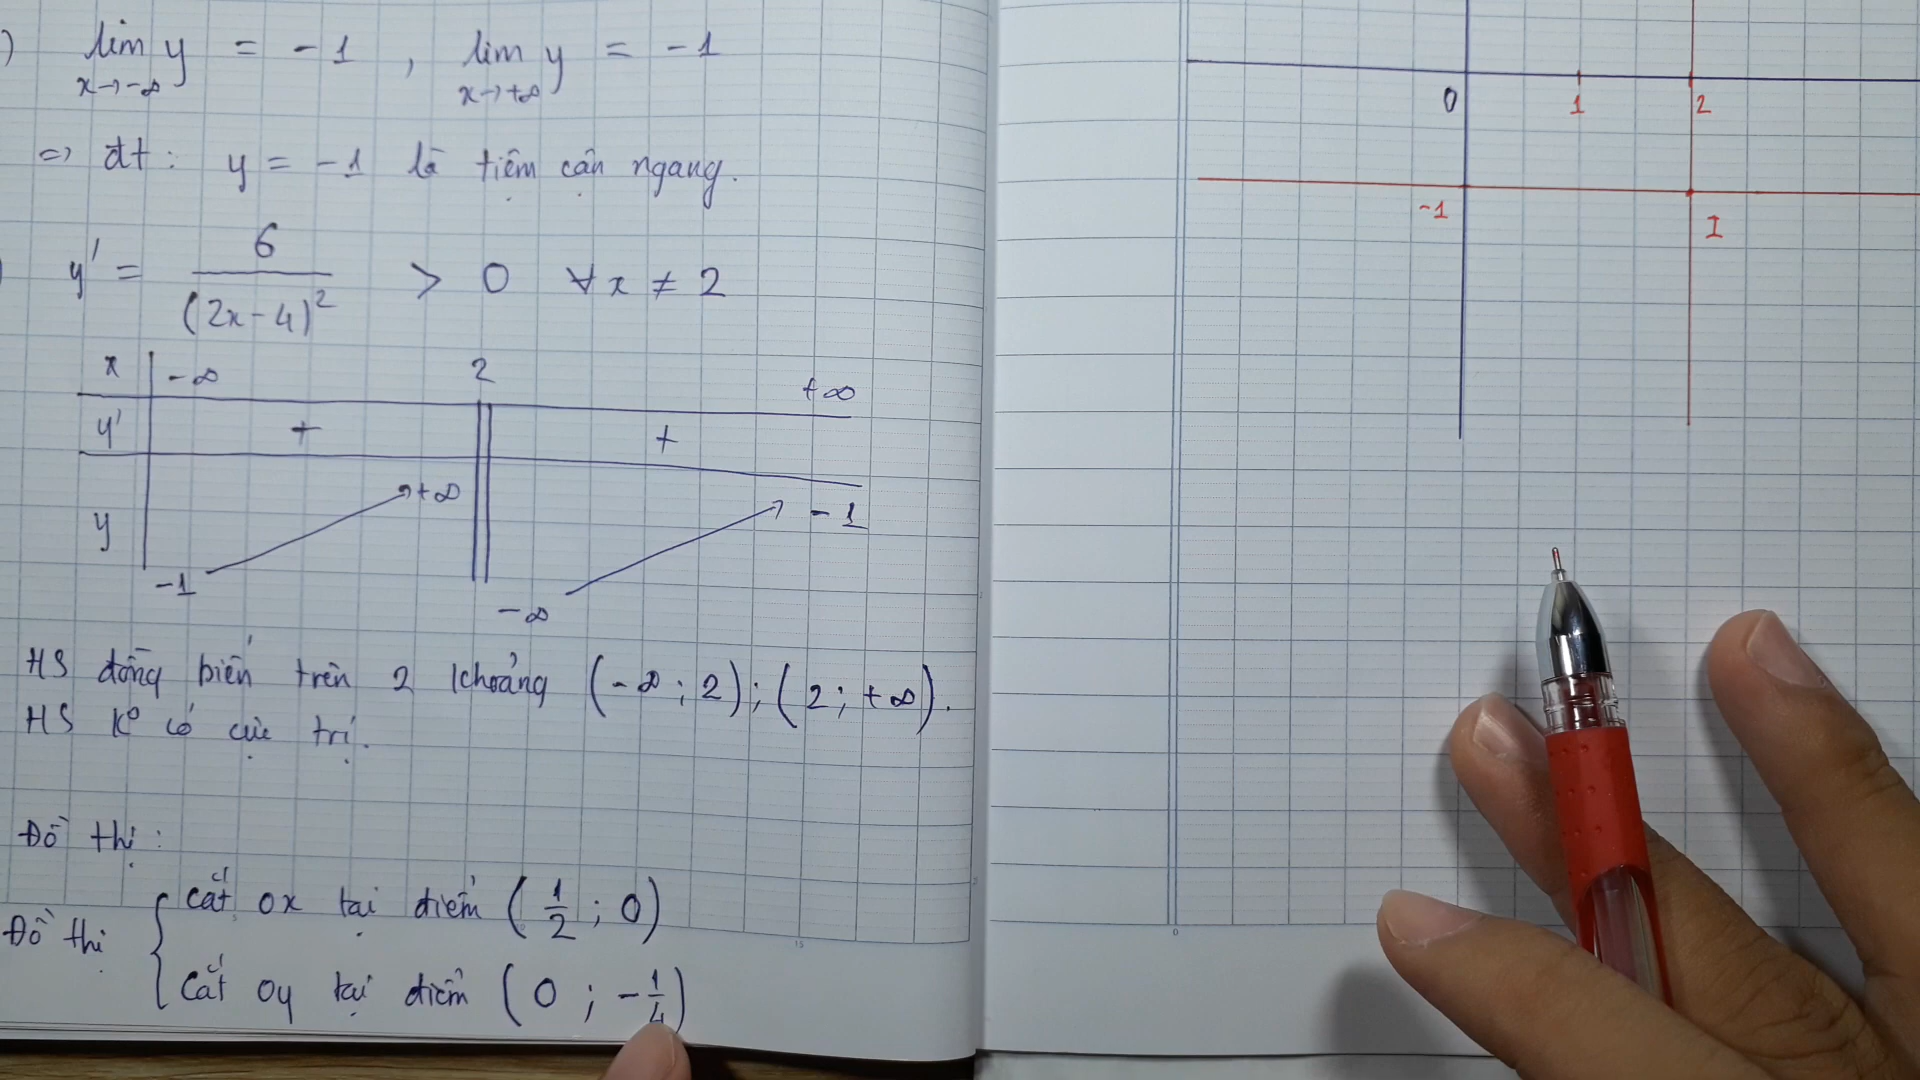 ) lim y = -1 , lim y = -1
x→-∞ x→+∞
=> đt: y = -1 là tiệm cận ngang.
y' = 6/(2x-4)² > 0 ∀x ≠ 2
x -∞ 2 +∞
y' + +
y -1 +∞ -∞ -1
HS đồng biến trên 2 khoảng (-∞; 2); (2; +∞).
HS k⁰ có cực trị.
Đồ thị:
Đồ thị { cắt ox tại điểm (1/2; 0)
cắt oy tại điểm (0; -1/4)
0 1 2
-1 I